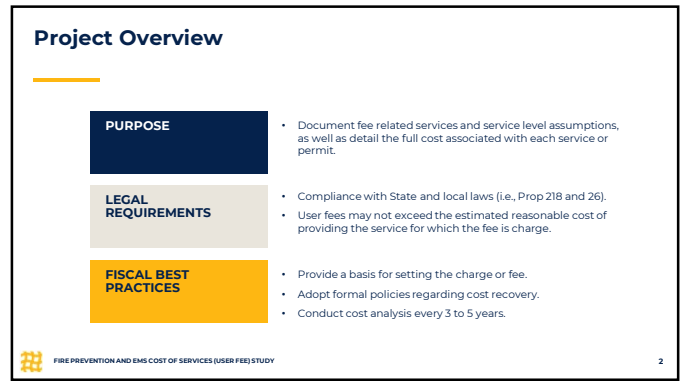 Project Overview
PURPOSE
• Document fee related services and service level assumptions,
as well as detail the full cost associated with each service or
permit.
LEGAL
REQUIREMENTS
• Compliance with State and local laws (i.e., Prop 218 and 26).
• User fees may not exceed the estimated reasonable cost of
providing the service for which the fee is charge.
FISCAL BEST
PRACTICES
• Provide a basis for setting the charge or fee.
• Adopt formal policies regarding cost recovery.
• Conduct cost analysis every 3 to 5 years.
FIRE PREVENTION AND EMS COST OF SERVICES (USER FEE) STUDY
2